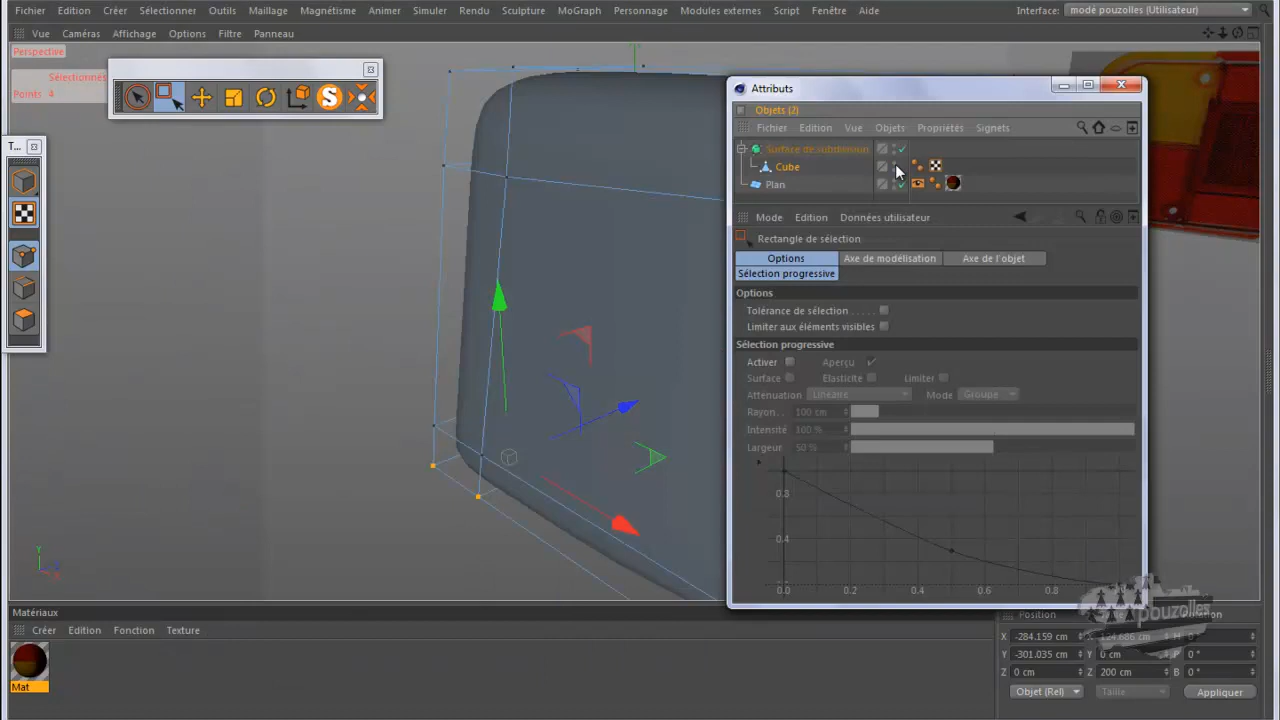 Fichier Edition Créer Sélectionner Outils Maillage Magnétisme Animer Simuler Rendu Sculpture MoGraph Personnage Modules externes Script Fenêtre Aide Interface: modé pouzolles (Utilisateur)
Vue Caméras Affichage Options Filtre Panneau
Perspective
Sélectionnés
Points 4
T...
Attributs
Objets (2)
Fichier Edition Vue Objets Propriétés Signets
Surface de subdivision
Cube
Plan
Mode Edition Données utilisateur
Rectangle de sélection
Options Axe de modélisation Axe de l'objet
Sélection progressive
Options
Tolérance de sélection . . . . .
Limiter aux éléments visibles
Sélection progressive
Activer Aperçu
Surface Elasticité Limiter
Atténuation Linéaire Mode Groupe
Rayon. . 100 cm
Intensité 100 %
Largeur 50 %
0.8
0.4
0.0 0.2 0.4 0.6 0.8
Y
X
Z
Matériaux
Créer Edition Fonction Texture
Mat
pouzolles
Position
X -284.159 cm X 124.686 cm H 0 °
Y -301.035 cm Y 0 cm P 0 °
Z 0 cm Z 200 cm B 0 °
Objet (Rel) Taille Appliquer